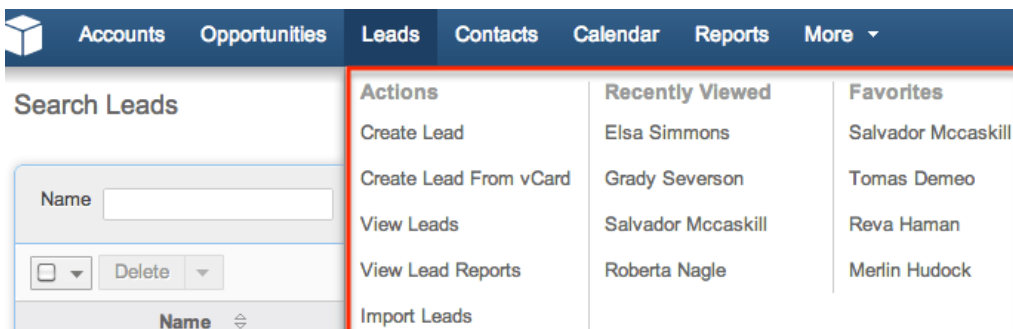 Accounts Opportunities Leads Contacts Calendar Reports More
Search Leads
Name
Delete
Name
Actions
Create Lead
Create Lead From vCard
View Leads
View Lead Reports
Import Leads
Recently Viewed
Elsa Simmons
Grady Severson
Salvador Mccaskill
Roberta Nagle
Favorites
Salvador Mccaskill
Tomas Demeo
Reva Haman
Merlin Hudock